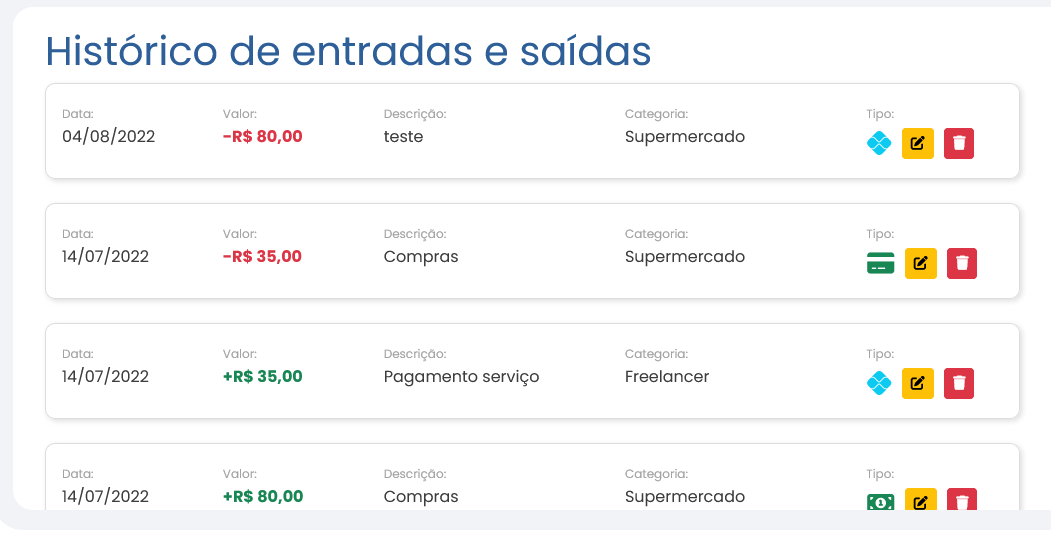 Histórico de entradas e saídas
Data: Valor: Descrição: Categoria: Tipo:
04/08/2022 -R$ 80,00 teste Supermercado
Data: Valor: Descrição: Categoria: Tipo:
14/07/2022 -R$ 35,00 Compras Supermercado
Data: Valor: Descrição: Categoria: Tipo:
14/07/2022 +R$ 35,00 Pagamento serviço Freelancer
Data: Valor: Descrição: Categoria: Tipo:
14/07/2022 +R$ 80,00 Compras Supermercado